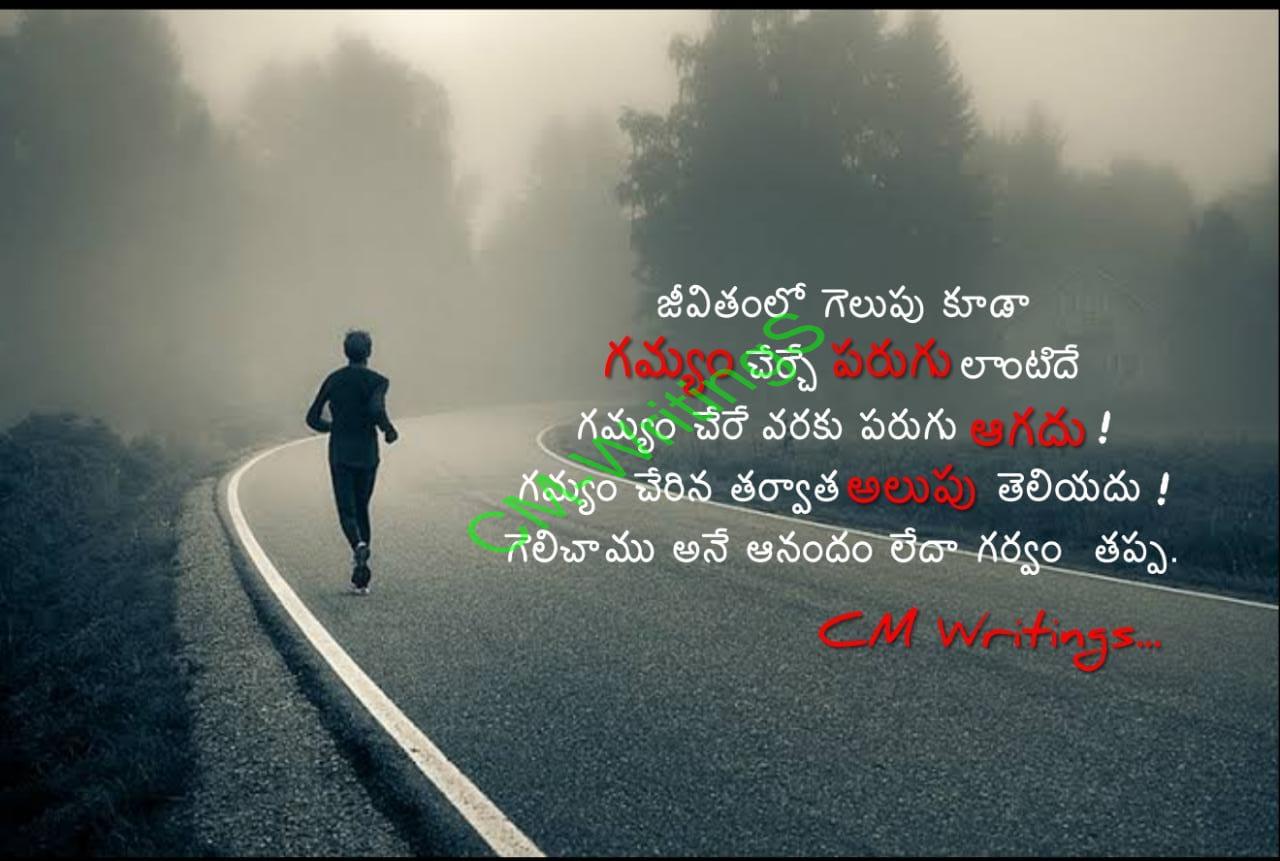 జీవితంలో గెలుపు కూడా
గమ్యం చేర్చే పరుగు లాంటిదే
గమ్యం చేరే వరకు పరుగు ఆగదు !
గమ్యం చేరిన తర్వాత అలుపు తెలియదు !
గెలిచాము అనే ఆనందం లేదా గర్వం తప్ప.
CM Writings...
CM-WritingS